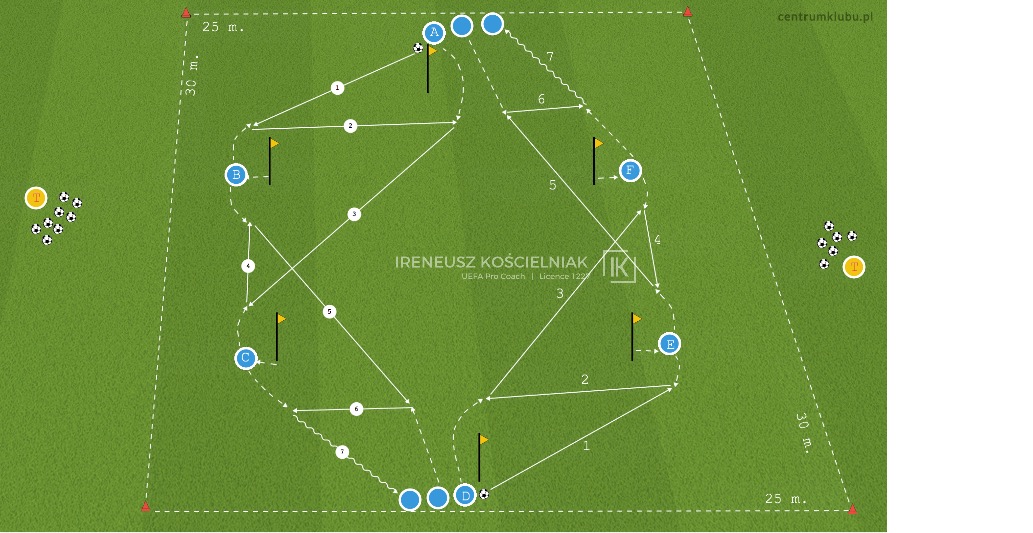 centrumklubu.pl
25 m.
A
7
30 m.
1
6
2
B
F
5
T
3
4
4
IRENEUSZ KOŚCIELNIAK
IK
UEFA Pro Coach | Licence 1223
T
3
5
C
E
2
6
1
7
30 m.
D
25 m.